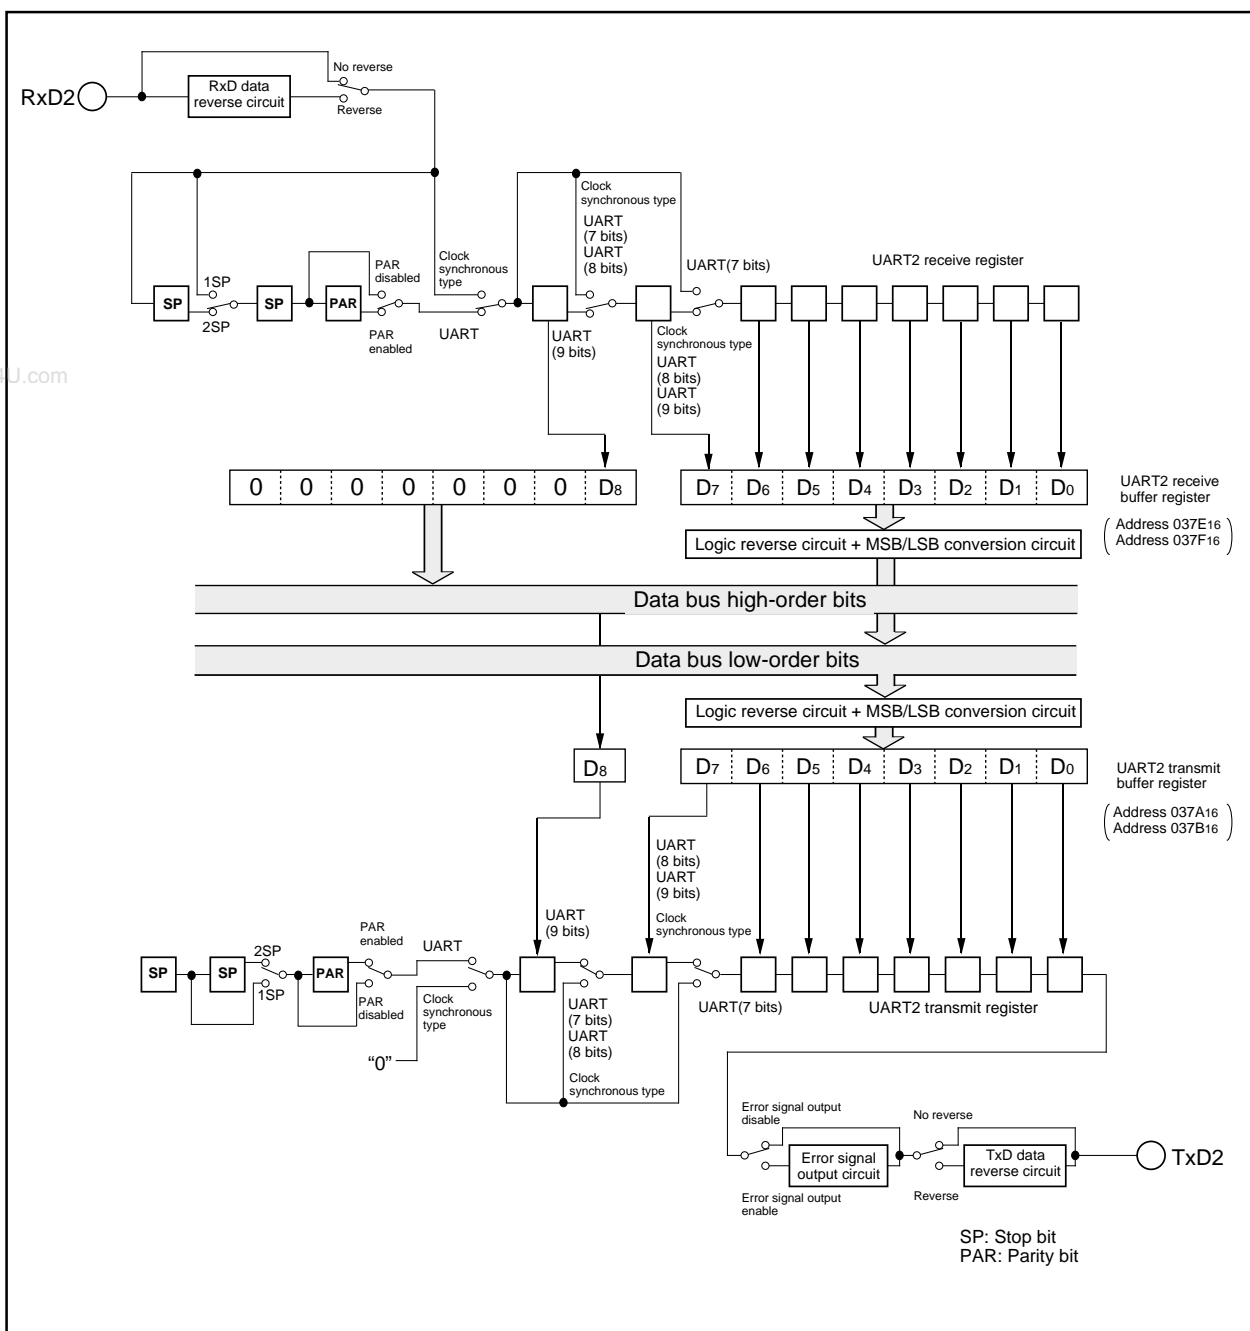 No reverse
RxD2
RxD data
reverse circuit
Reverse
Clock
synchronous type
UART
(7 bits)
UART
(8 bits)
PAR
disabled
Clock
synchronous
type
UART(7 bits)
UART2 receive register
1SP
SP
SP
PAR
2SP
PAR
enabled
UART
UART
(9 bits)
Clock
synchronous type
UART
(8 bits)
UART
(9 bits)
4U.com
0 0 0 0 0 0 0 D8
D7 D6 D5 D4 D3 D2 D1 D0
UART2 receive
buffer register
Address 037E16
Address 037F16
Logic reverse circuit + MSB/LSB conversion circuit
Data bus high-order bits
Data bus low-order bits
Logic reverse circuit + MSB/LSB conversion circuit
D8
D7 D6 D5 D4 D3 D2 D1 D0
UART2 transmit
buffer register
Address 037A16
Address 037B16
UART
(8 bits)
UART
(9 bits)
Clock
synchronous type
UART
(9 bits)
PAR
enabled
UART
2SP
SP
SP
PAR
1SP
PAR
disabled
Clock
synchronous
type
“0”
UART
(7 bits)
UART
(8 bits)
Clock
synchronous type
UART(7 bits)
UART2 transmit register
Error signal output
disable
No reverse
Error signal
output circuit
TxD data
reverse circuit
TxD2
Error signal output
enable
Reverse
SP: Stop bit
PAR: Parity bit